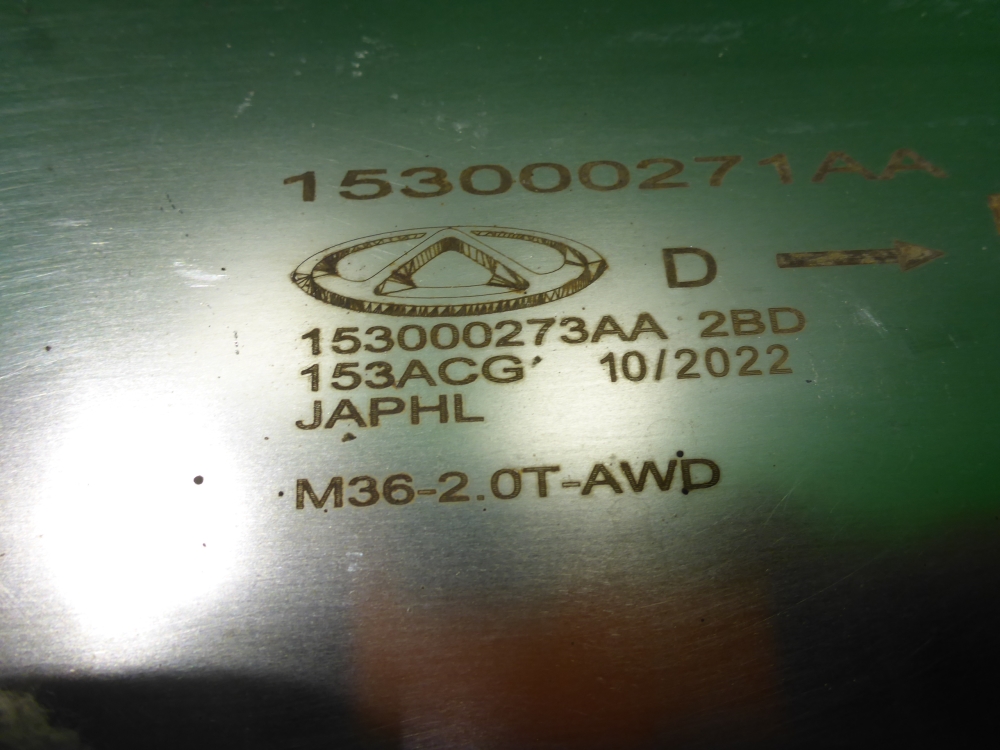 153000271AA
D
153000273AA 2BD
153ACG 10/2022
JAPHL
M36-2.0T-AWD